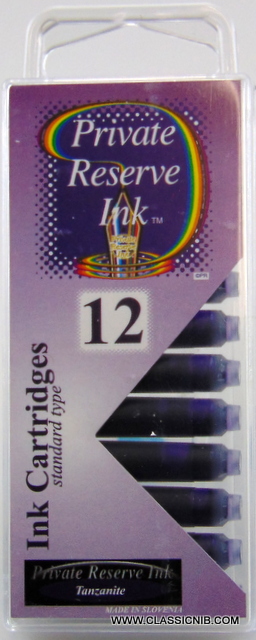 Private
Reserve
Ink™
12
Ink Cartridges
standard type
Private Reserve Ink
Tanzanite
MADE IN SLOVENIA
WWW.CLASSICNIB.COM